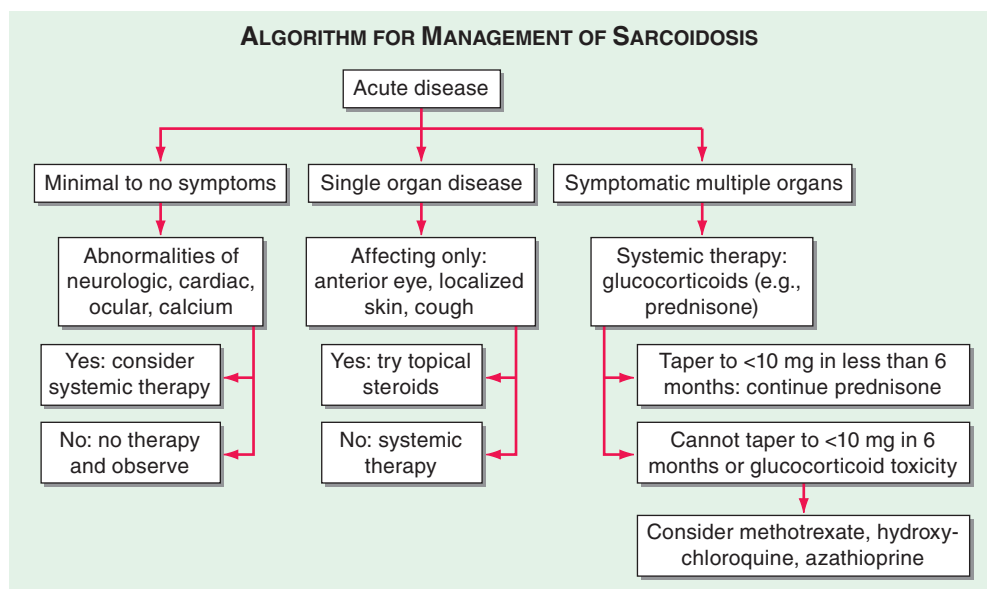 ALGORITHM FOR MANAGEMENT OF SARCOIDOSIS
Acute disease
Minimal to no symptoms
Single organ disease
Symptomatic multiple organs
Abnormalities of
neurologic, cardiac,
ocular, calcium
Affecting only:
anterior eye, localized
skin, cough
Systemic therapy:
glucocorticoids (e.g.,
prednisone)
Yes: consider
systemic therapy
Yes: try topical
steroids
Taper to <10 mg in less than 6
months: continue prednisone
No: no therapy
and observe
No: systemic
therapy
Cannot taper to <10 mg in 6
months or glucocorticoid toxicity
Consider methotrexate, hydroxy-
chloroquine, azathioprine